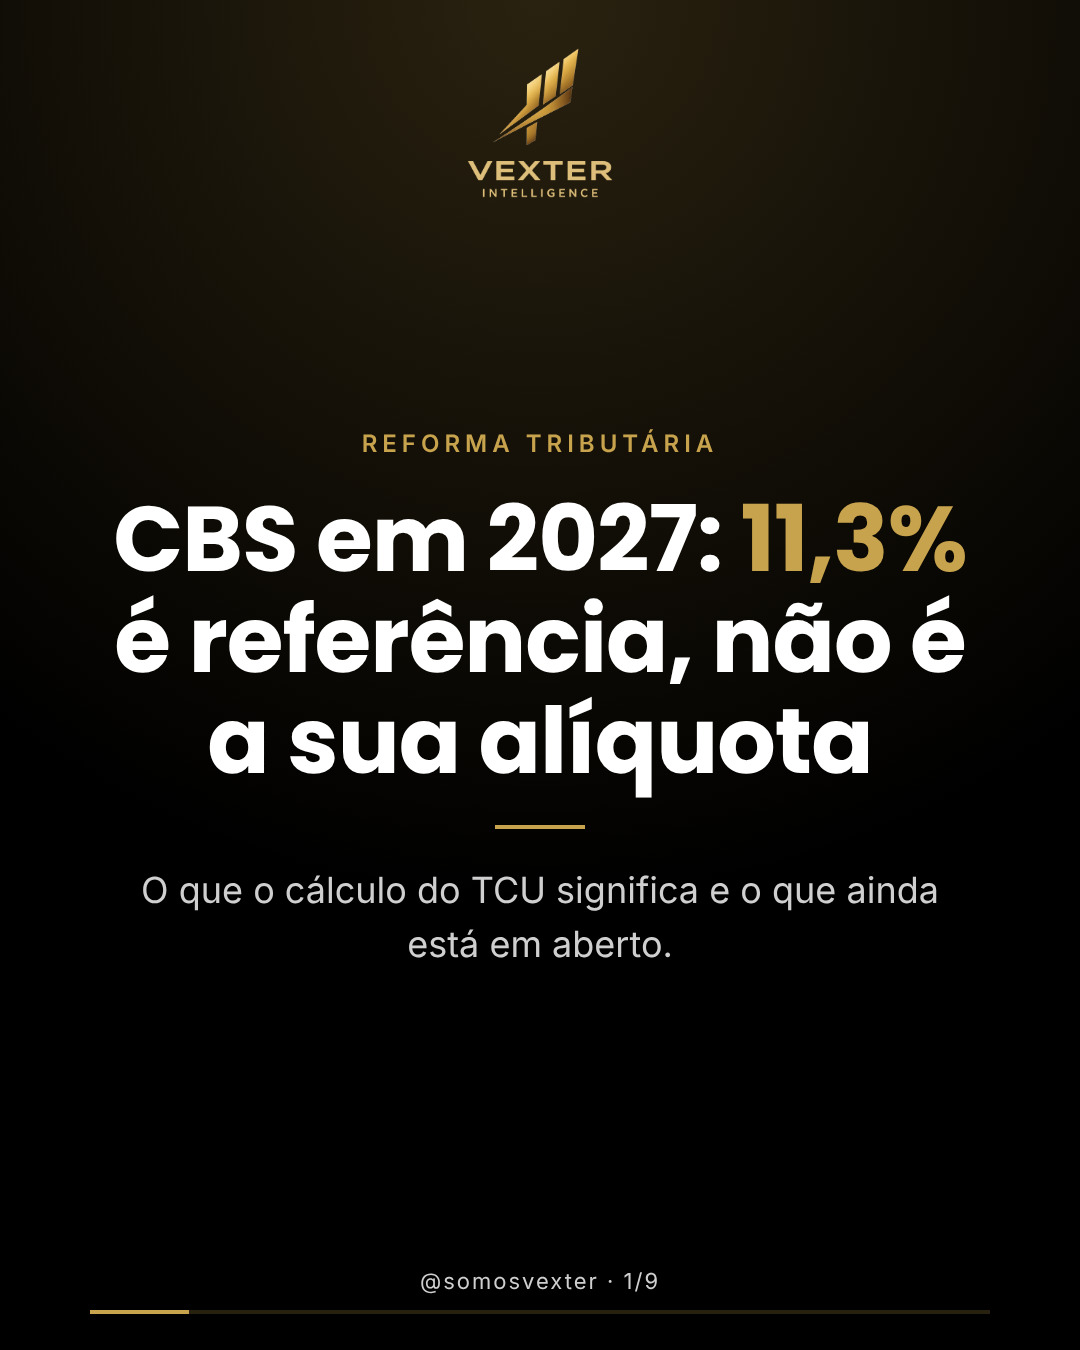 VEXTER
INTELLIGENCE
REFORMA TRIBUTÁRIA
CBS em 2027: 11,3%
é referência, não é
a sua alíquota
O que o cálculo do TCU significa e o que ainda
está em aberto.
@somosvexter · 1/9